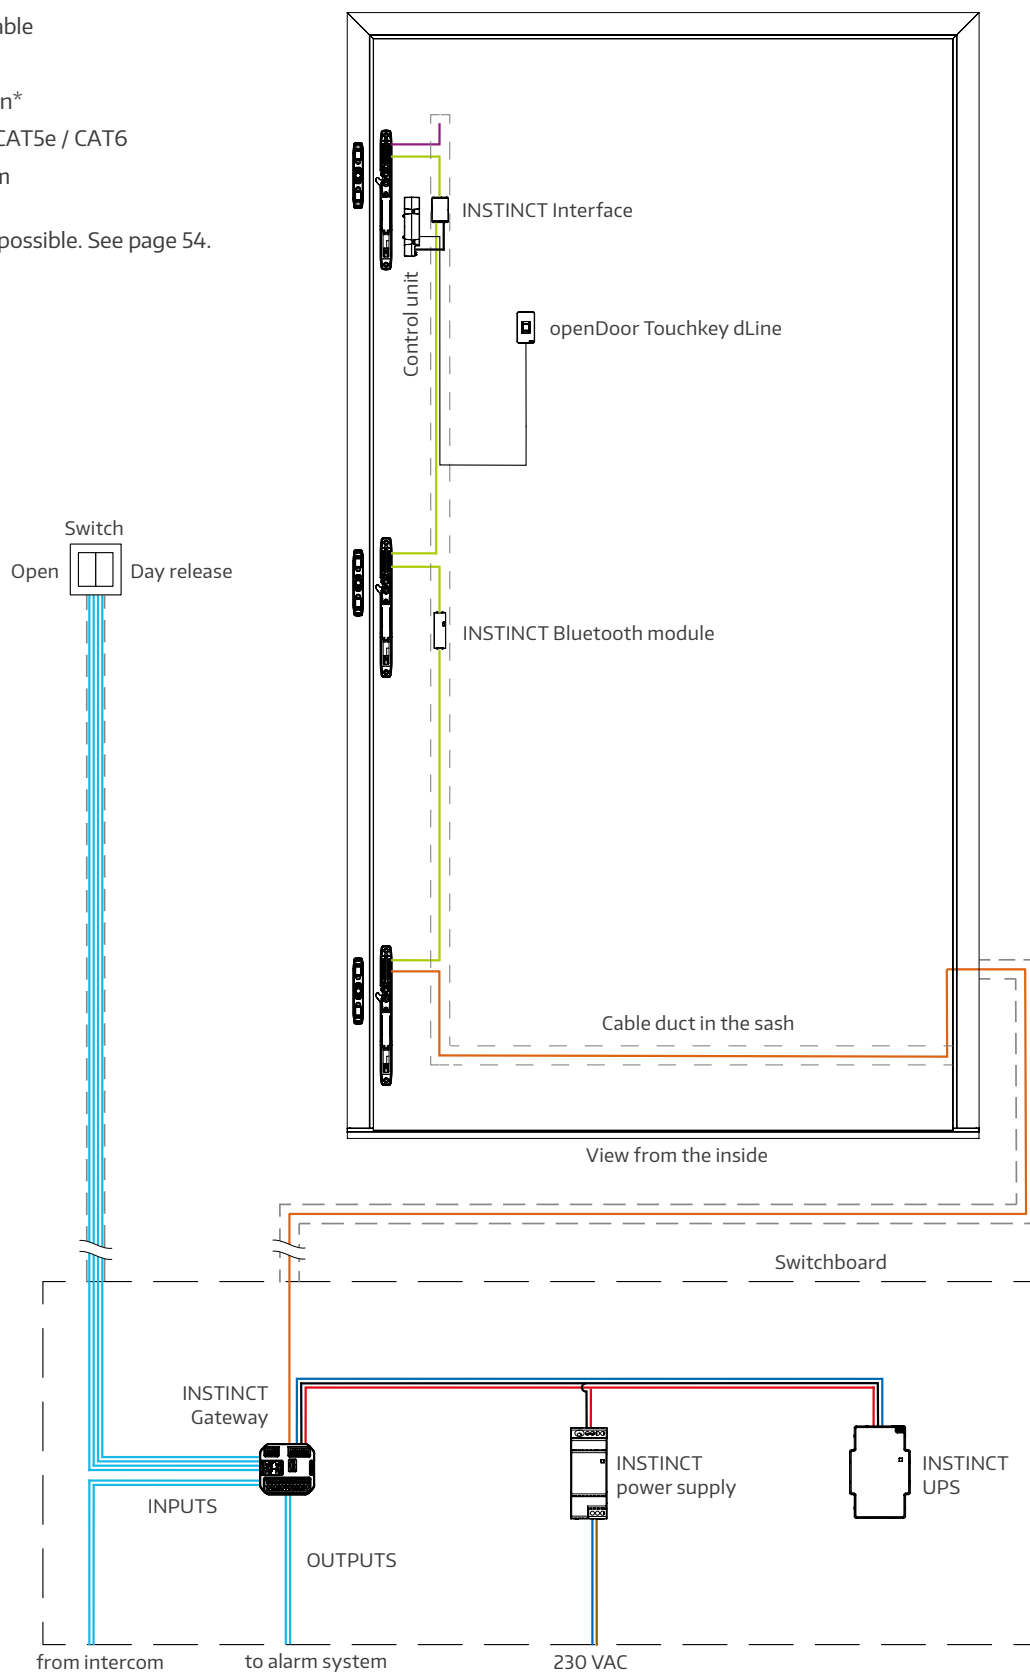 able
n*
CAT5e / CAT6
m
possible. See page 54.
INSTINCT Interface
Control unit
openDoor Touchkey dLine
Switch
Open
Day release
INSTINCT Bluetooth module
Cable duct in the sash
View from the inside
Switchboard
INSTINCT
Gateway
INSTINCT
power supply
INSTINCT
UPS
INPUTS
OUTPUTS
from intercom
to alarm system
230 VAC